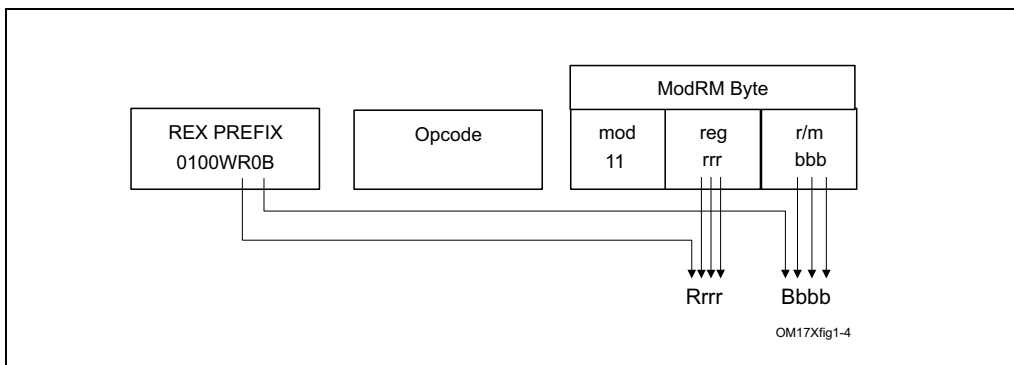 ModRM Byte
REX PREFIX
0100WR0B
Opcode
mod
11
reg
rrr
r/m
bbb
Rrrr
Bbbb
OM17Xfig1-4